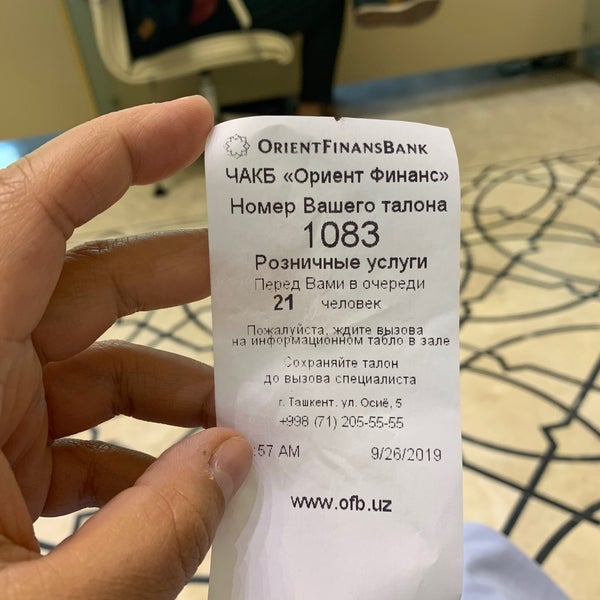 ORIENTFINANSBANK
ЧАКБ «Ориент Финанс»
Номер Вашего талона
1083
Розничные услуги
Перед Вами в очереди
21 человек
Пожалуйста, ждите вызова
на информационном табло в зале
Сохраняйте талон
до вызова специалиста
г. Ташкент. ул. Осиё, 5
+998 (71) 205-55-55
:57 AM 9/26/2019
www.ofb.uz